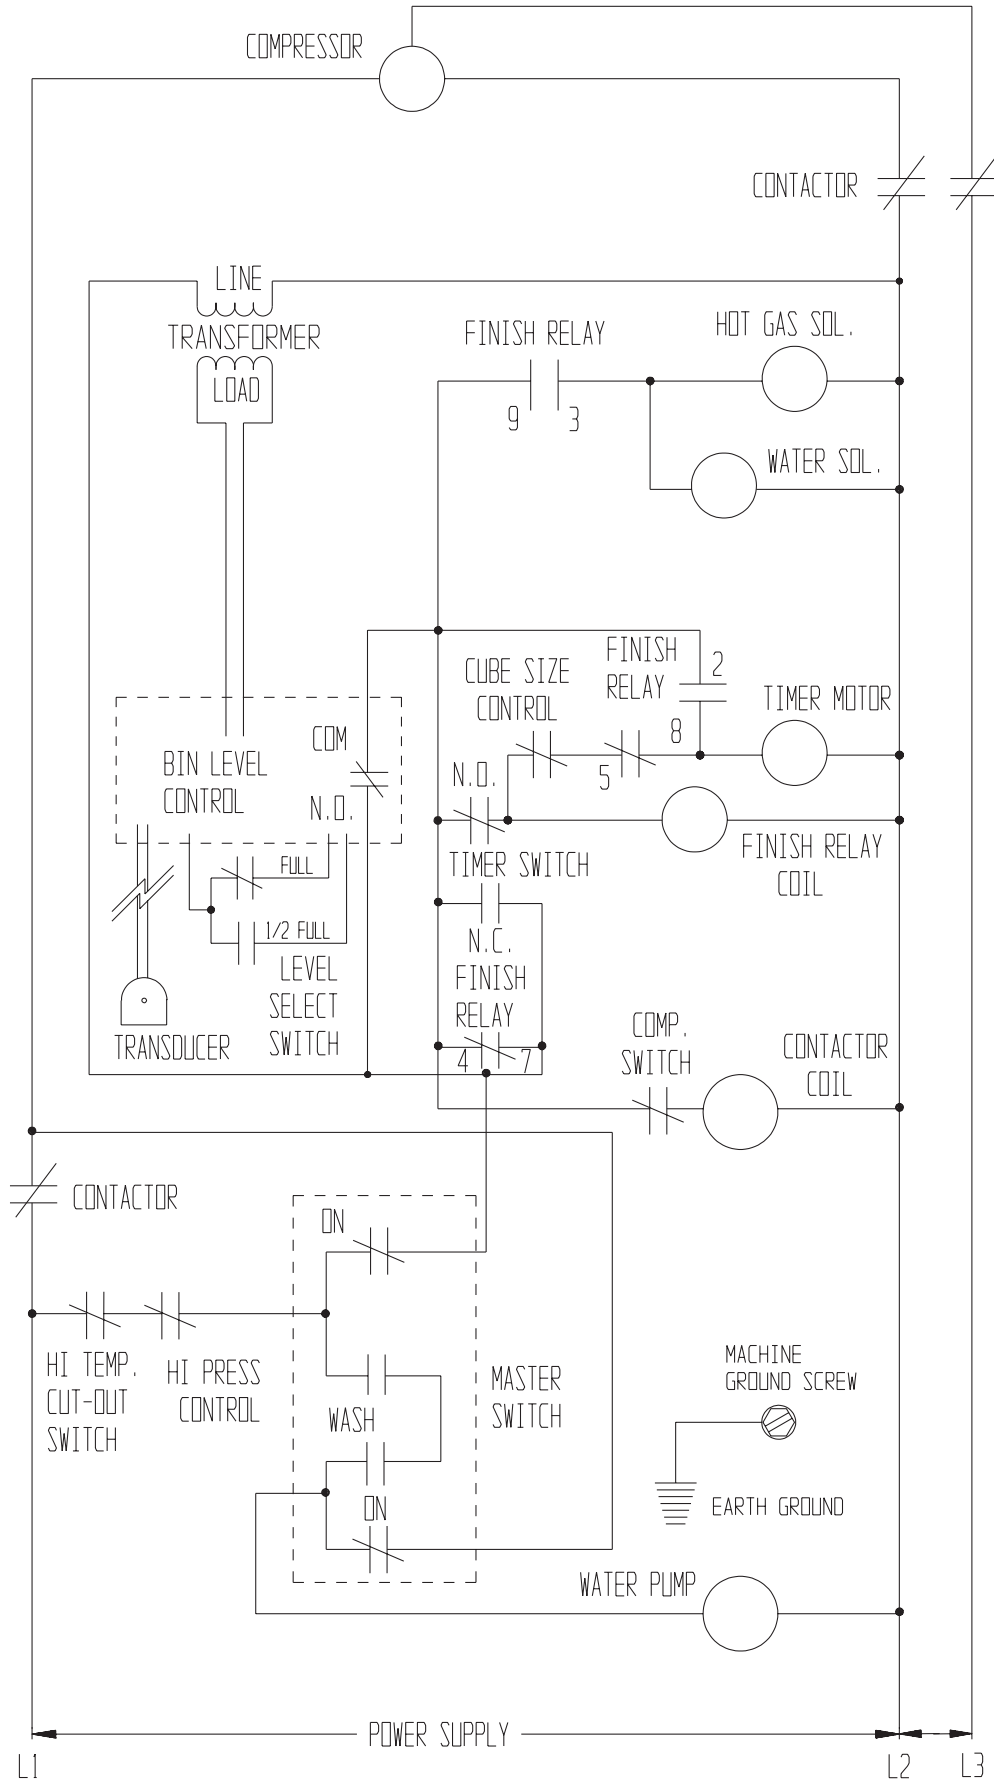 COMPRESSOR
CONTACTOR
LINE
TRANSFORMER
LOAD
FINISH RELAY
9
3
HOT GAS SOL.
WATER SOL.
FINISH
RELAY
2
8
CUBE SIZE
CONTROL
5
TIMER MOTOR
COM
BIN LEVEL
CONTROL
N.O.
N.O.
TIMER SWITCH
FINISH RELAY
COIL
FULL
1/2 FULL
LEVEL
SELECT
SWITCH
TRANSDUCER
N.C.
FINISH
RELAY
4
7
COMP.
SWITCH
CONTACTOR
COIL
CONTACTOR
ON
HI TEMP.
CUT-OUT
SWITCH
HI PRESS
CONTROL
WASH
MASTER
SWITCH
ON
MACHINE
GROUND SCREW
EARTH GROUND
WATER PUMP
POWER SUPPLY
L1
L2
L3